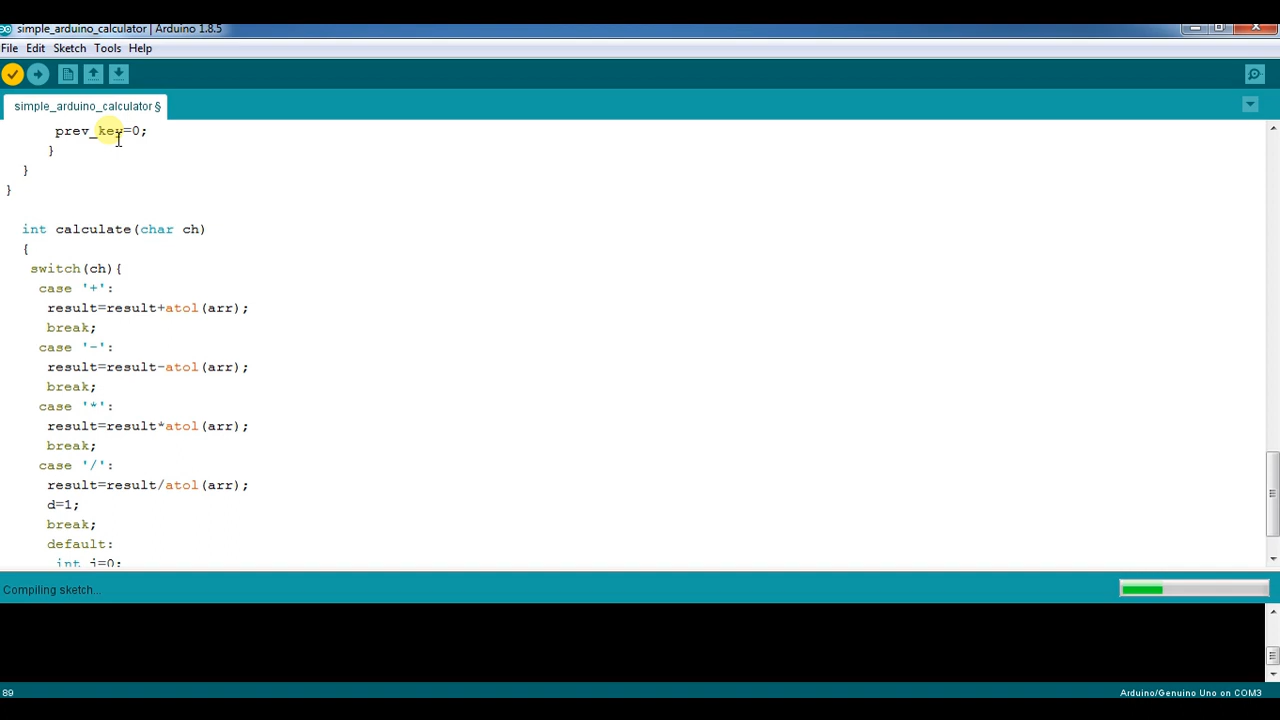 simple_arduino_calculator | Arduino 1.8.5
File Edit Sketch Tools Help
simple_arduino_calculator §
prev_key=0;
}
}
}
int calculate(char ch)
{
switch(ch){
case '+':
result=result+atol(arr);
break;
case '-':
result=result-atol(arr);
break;
case '*':
result=result*atol(arr);
break;
case '/':
result=result/atol(arr);
d=1;
break;
default:
int i=0;
Compiling sketch...
89
Arduino/Genuino Uno on COM3